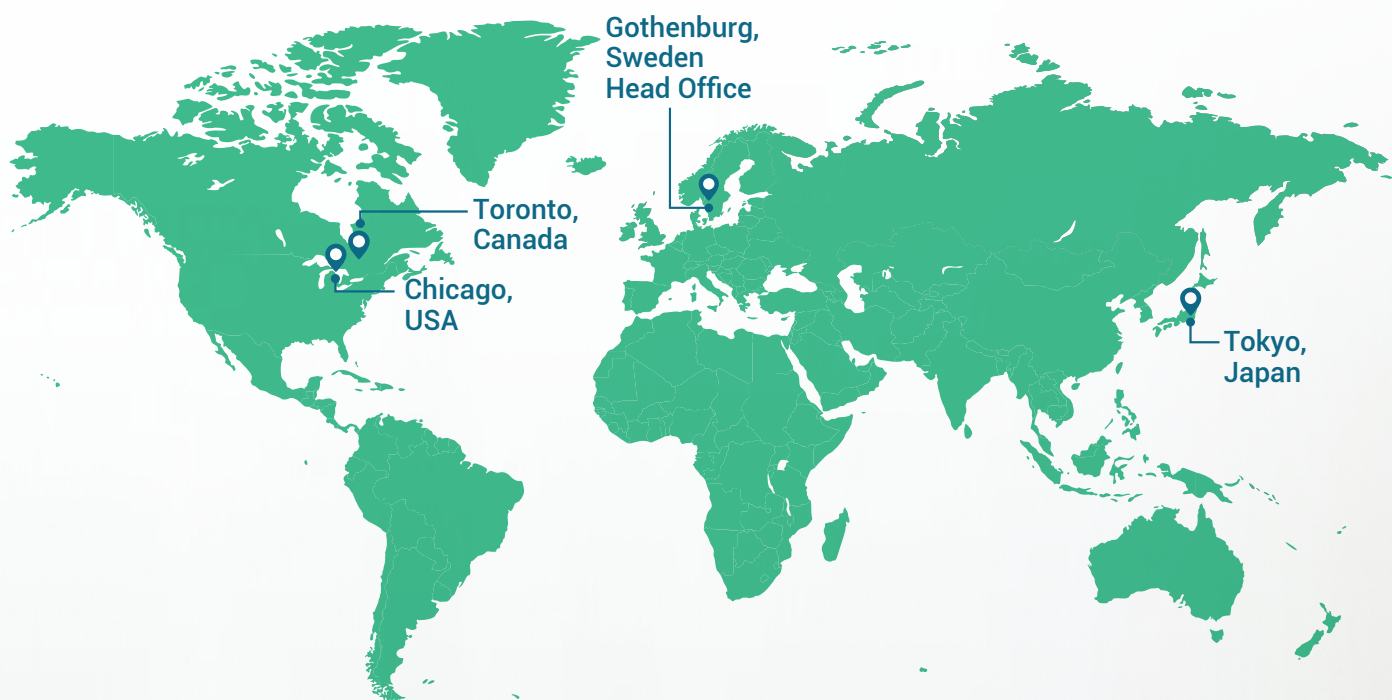 Gothenburg,
Sweden
Head Office
Toronto,
Canada
Chicago,
USA
Tokyo,
Japan